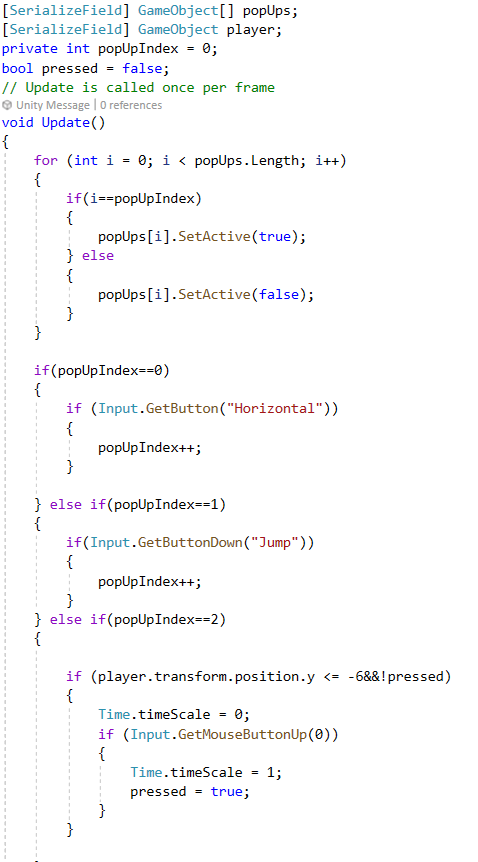 [SerializeField] GameObject[] popUps;
[SerializeField] GameObject player;
private int popUpIndex = 0;
bool pressed = false;
// Update is called once per frame
Unity Message | 0 references
void Update()
{
    for (int i = 0; i < popUps.Length; i++)
    {
        if(i==popUpIndex)
        {
            popUps[i].SetActive(true);
        } else
        {
            popUps[i].SetActive(false);
        }
    }

    if(popUpIndex==0)
    {
        if (Input.GetButton("Horizontal"))
        {
            popUpIndex++;
        }

    } else if(popUpIndex==1)
    {
        if(Input.GetButtonDown("Jump"))
        {
            popUpIndex++;
        }
    } else if(popUpIndex==2)
    {

        if (player.transform.position.y <= -6&&!pressed)
        {
            Time.timeScale = 0;
            if (Input.GetMouseButtonUp(0))
            {
                Time.timeScale = 1;
                pressed = true;
            }
        }